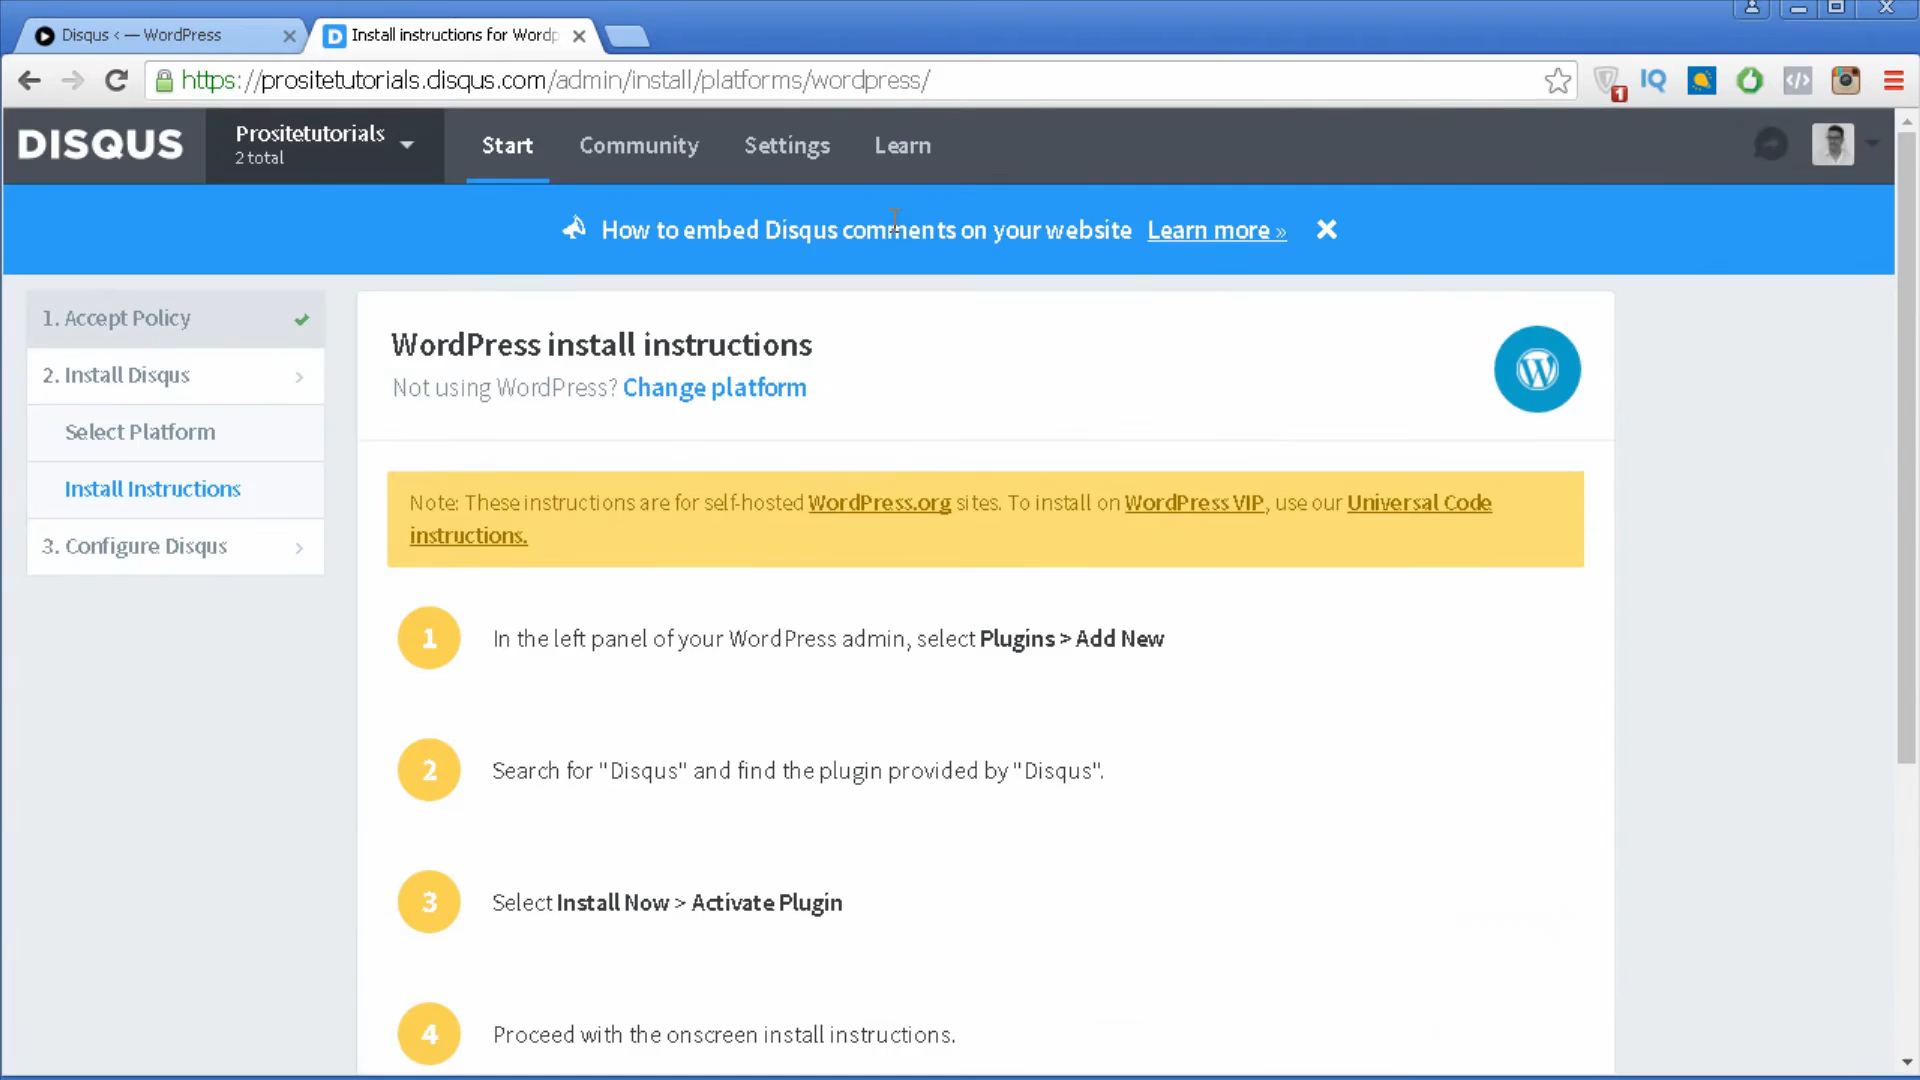 Disqus < — WordPress
Install instructions for Wordp
https://prositetutorials.disqus.com/admin/install/platforms/wordpress/
1
IQ
DISQUS
Prositetutorials
2 total
Start
Community
Settings
Learn
How to embed Disqus comments on your website Learn more »
1. Accept Policy
2. Install Disqus
Select Platform
Install Instructions
3. Configure Disqus
WordPress install instructions
Not using WordPress? Change platform
Note: These instructions are for self-hosted WordPress.org sites. To install on WordPress VIP, use our Universal Code
instructions.
1 In the left panel of your WordPress admin, select Plugins > Add New
2 Search for "Disqus" and find the plugin provided by "Disqus".
3 Select Install Now > Activate Plugin
4 Proceed with the onscreen install instructions.